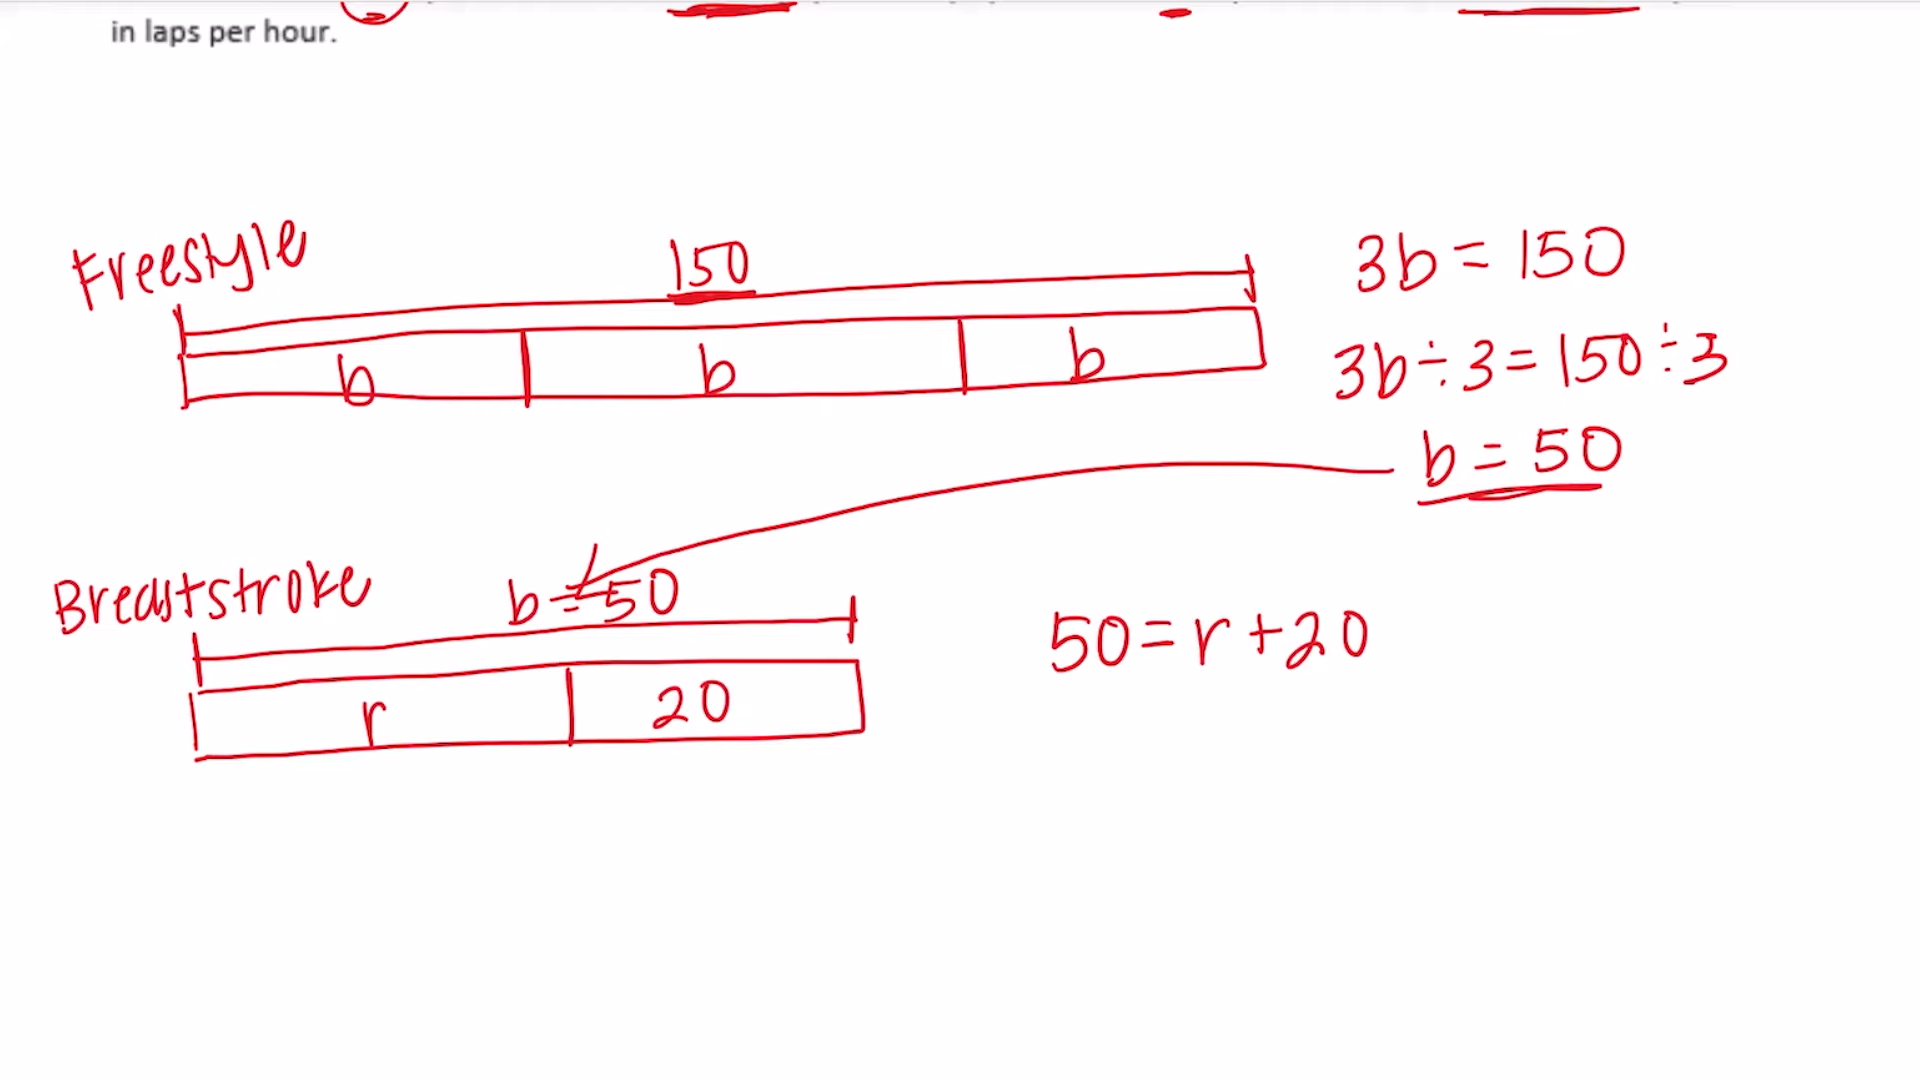 in laps per hour.
Freestyle
150
b b b
3b = 150
3b ÷ 3 = 150 ÷ 3
b = 50
Breaststroke
b = 50
r 20
50 = r + 20